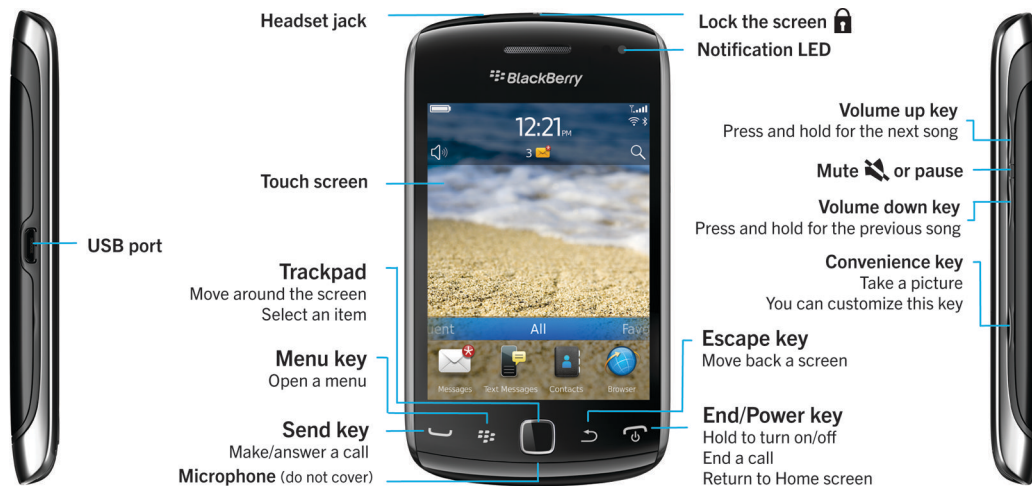 Headset jack
Lock the screen
Notification LED
BlackBerry
12:21 PM
3
Volume up key
Press and hold for the next song
Mute or pause
Volume down key
Press and hold for the previous song
Touch screen
USB port
Trackpad
Move around the screen
Select an item
Convenience key
Take a picture
You can customize this key
ent All Favo
Messages Text Messages Contacts Browser
Menu key
Open a menu
Escape key
Move back a screen
Send key
Make/answer a call
Microphone (do not cover)
End/Power key
Hold to turn on/off
End a call
Return to Home screen